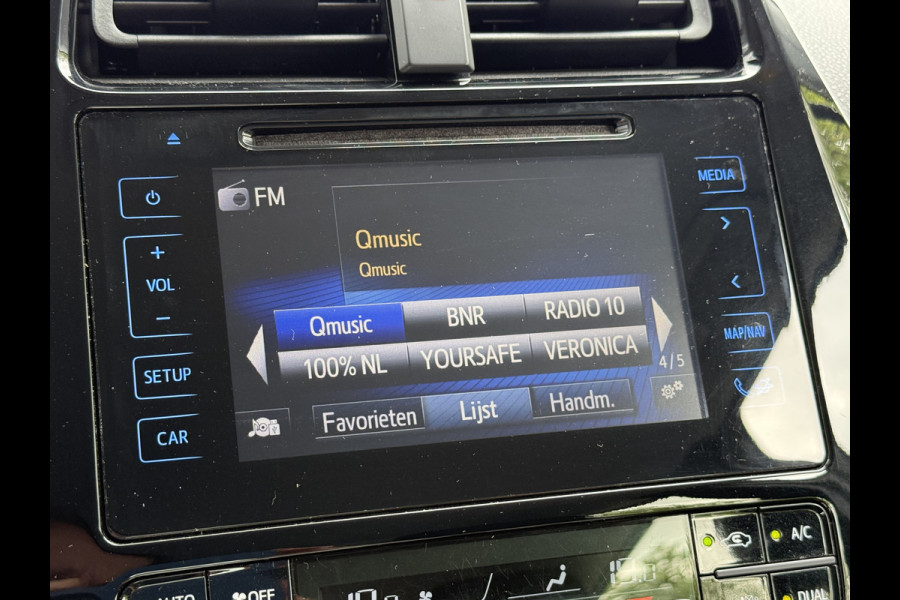 FM
MEDIA
Qmusic
Qmusic
+
VOL
−
Qmusic BNR RADIO 10
100% NL YOURSAFE VERONICA
4/5
MAP/NAV
SETUP
Favorieten Lijst Handm.
CAR
A/C
AUTO OFF DUAL